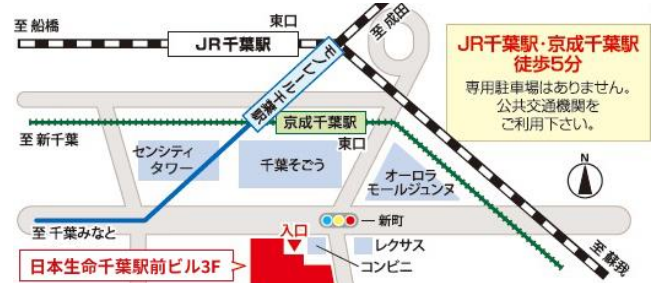 至 船橋
JR千葉駅
東口
至 成田
モノレール千葉駅
JR千葉駅・京成千葉駅
徒歩5分
専用駐車場はありません。
公共交通機関を
ご利用下さい。
至 新千葉
京成千葉駅
東口
センシティ
タワー
千葉そごう
オーロラ
モールジュンヌ
N
至 千葉みなと
新町
入口
レクサス
コンビニ
日本生命千葉駅前ビル3F
至 蘇我